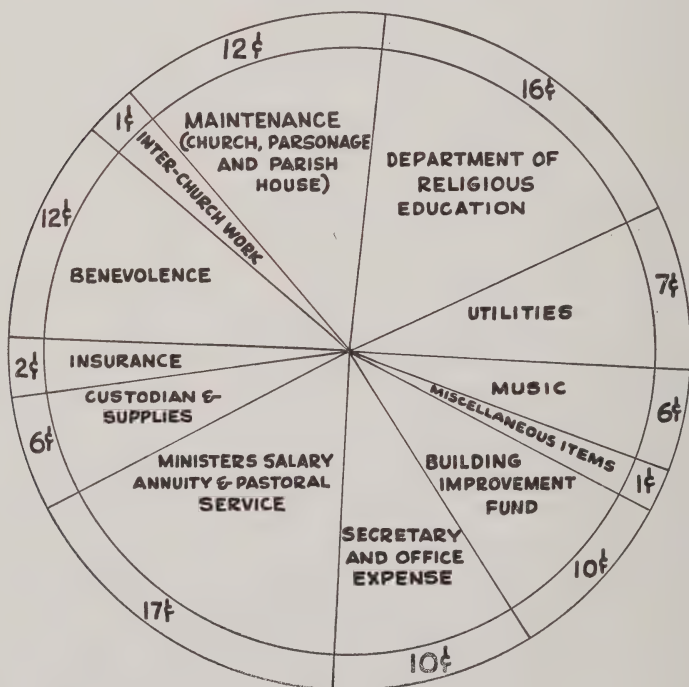 12¢
MAINTENANCE
(CHURCH, PARSONAGE
AND PARISH
HOUSE)
16¢
DEPARTMENT OF
RELIGIOUS
EDUCATION
7¢
UTILITIES
6¢
MUSIC
1¢
MISCELLANEOUS ITEMS
10¢
BUILDING
IMPROVEMENT
FUND
10¢
SECRETARY
AND OFFICE
EXPENSE
17¢
MINISTERS SALARY
ANNUITY & PASTORAL
SERVICE
6¢
CUSTODIAN &
SUPPLIES
2¢
INSURANCE
12¢
BENEVOLENCE
1¢
INTER-CHURCH WORK